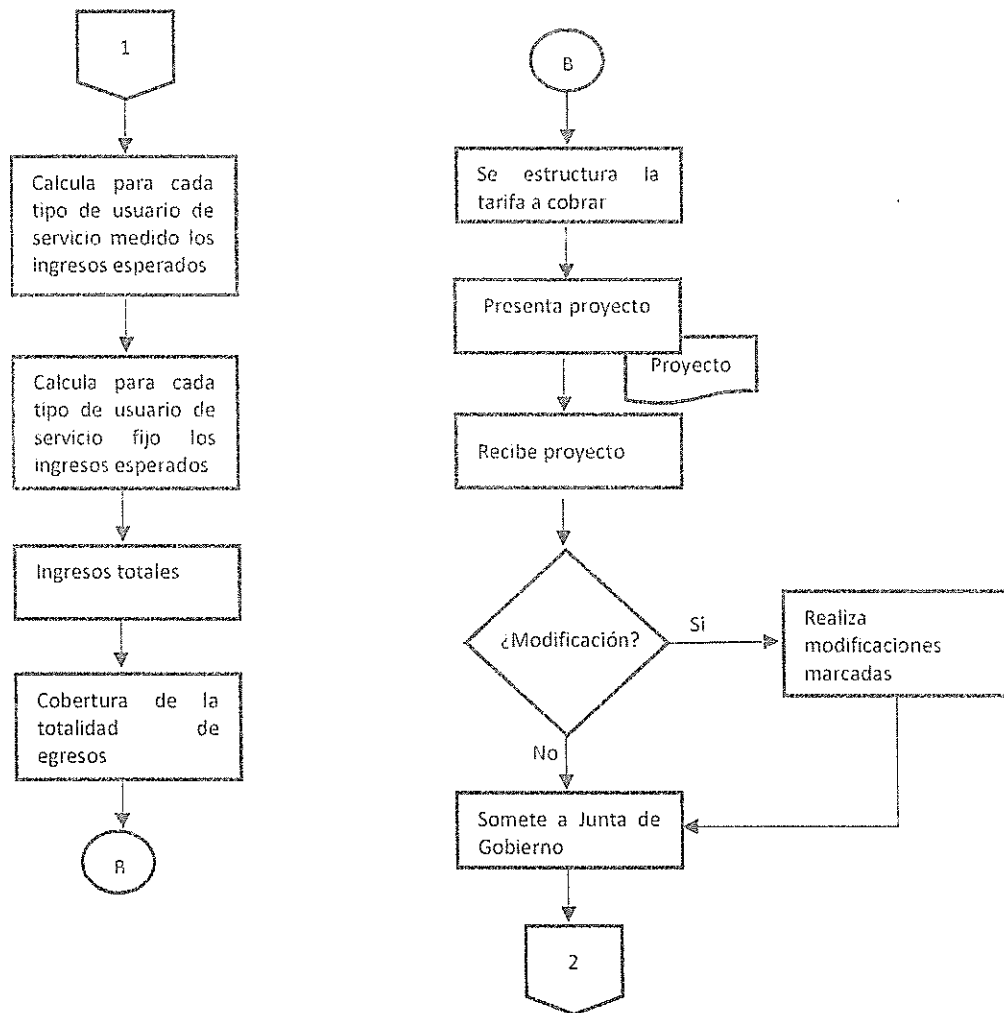 1
Calcula para cada
tipo de usuario de
servicio medido los
ingresos esperados
Calcula para cada
tipo de usuario de
servicio fijo los
ingresos esperados
Ingresos totales
Cobertura de la
totalidad de
egresos
B
B
Se estructura la
tarifa a cobrar
Presenta proyecto
Proyecto
Recibe proyecto
¿Modificación?
Si
Realiza
modificaciones
marcadas
No
Somete a Junta de
Gobierno
2